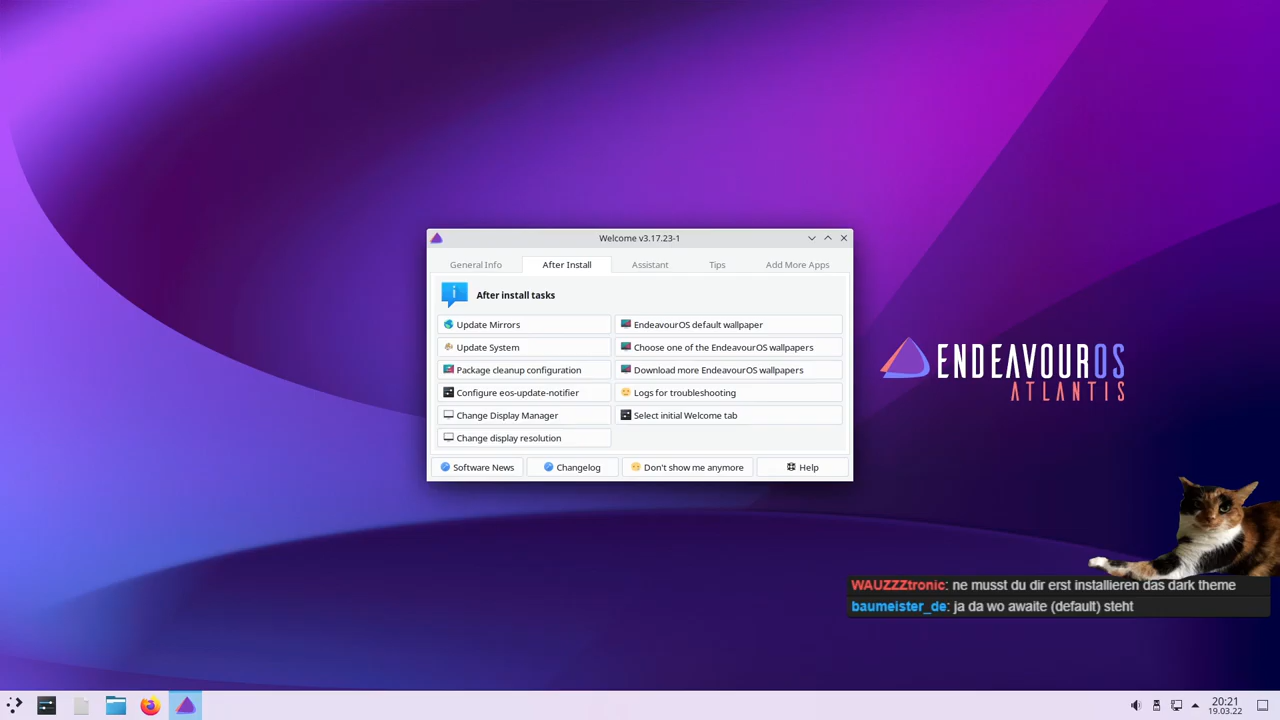 Welcome v3.17.23-1
General Info
After Install
Assistant
Tips
Add More Apps
After install tasks
Update Mirrors
EndeavourOS default wallpaper
Update System
Choose one of the EndeavourOS wallpapers
Package cleanup configuration
Download more EndeavourOS wallpapers
Configure eos-update-notifier
Logs for troubleshooting
Change Display Manager
Select initial Welcome tab
Change display resolution
Software News
Changelog
Don't show me anymore
Help
ENDEAVOUROS
ATLANTIS
WAUZZZtronic: ne musst du dir erst installieren das dark theme
baumeister_de: ja da wo awaite (default) steht
20:21
19.03.22